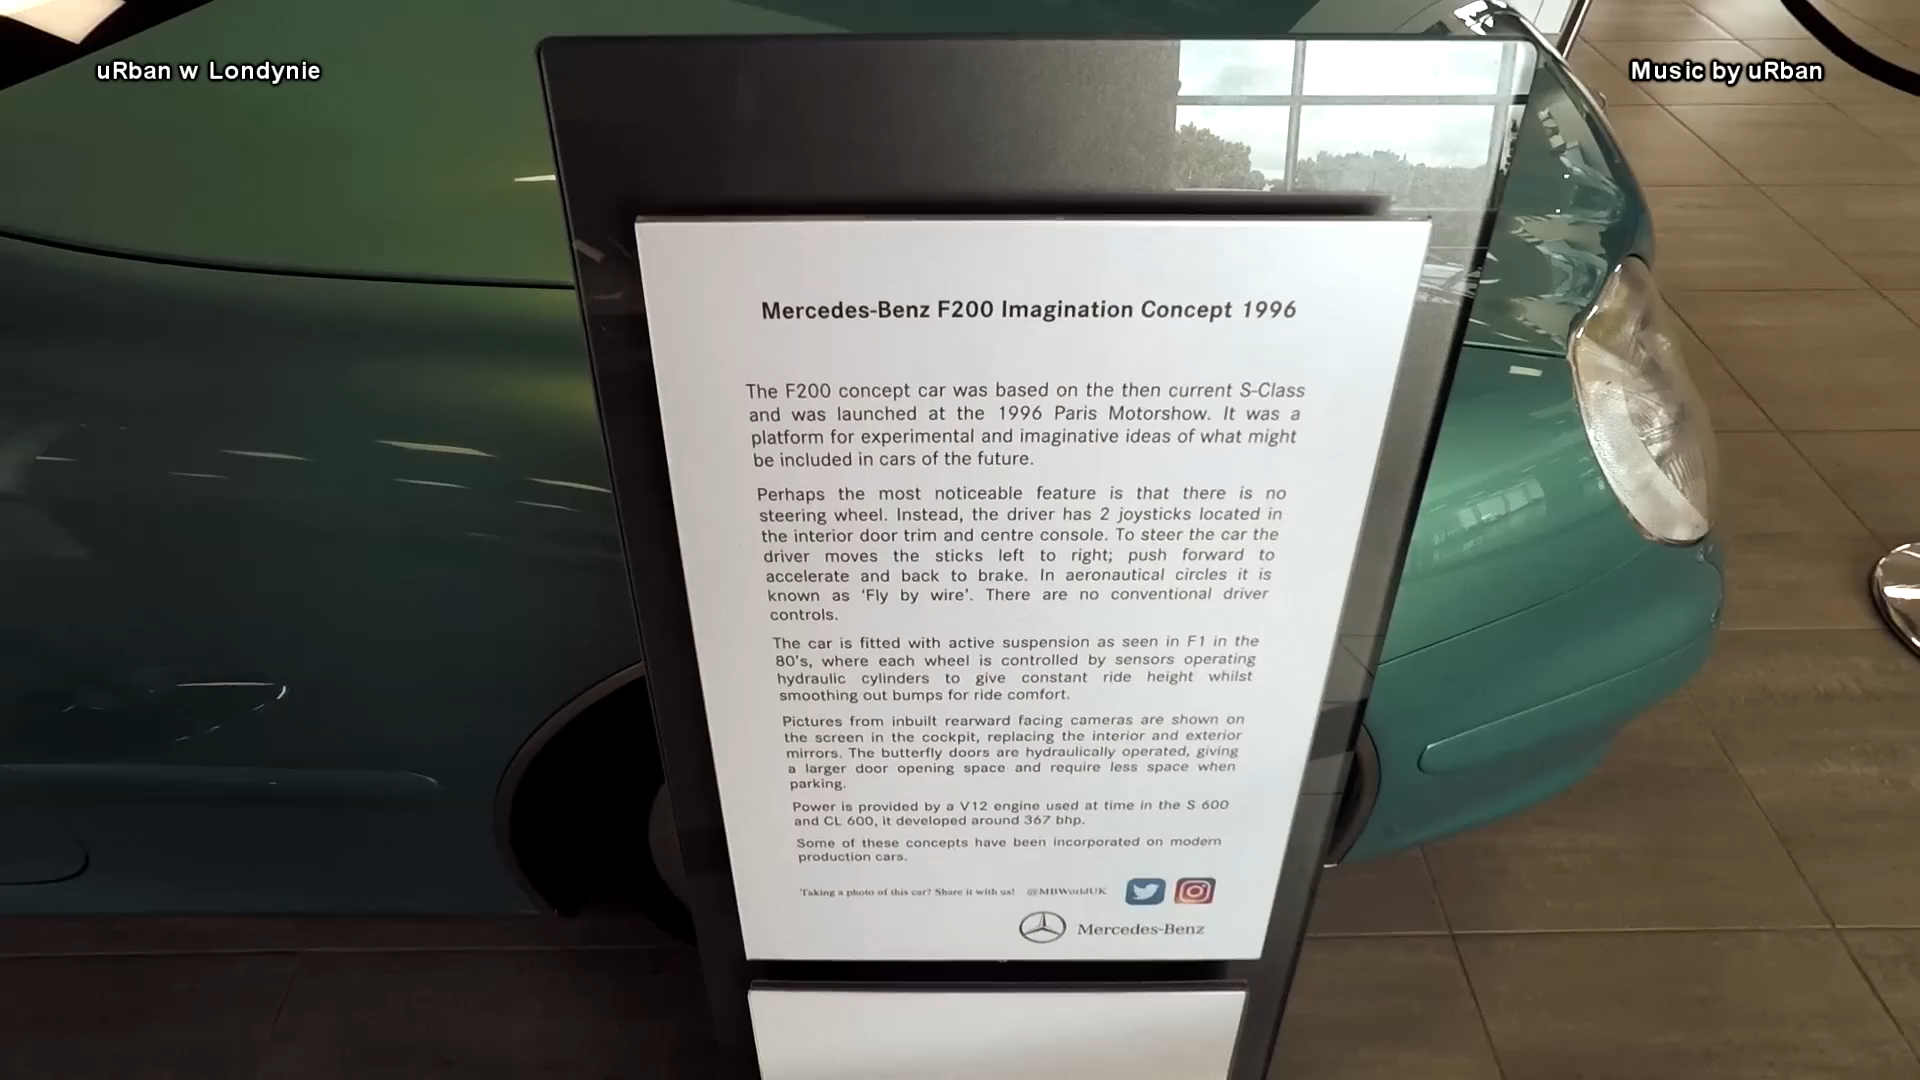 uRban w Londynie
Music by uRban
Mercedes-Benz F200 Imagination Concept 1996
The F200 concept car was based on the then current S-Class
and was launched at the 1996 Paris Motorshow. It was a
platform for experimental and imaginative ideas of what might
be included in cars of the future.
Perhaps the most noticeable feature is that there is no
steering wheel. Instead, the driver has 2 joysticks located in
the interior door trim and centre console. To steer the car the
driver moves the sticks left to right; push forward to
accelerate and back to brake. In aeronautical circles it is
known as 'Fly by wire'. There are no conventional driver
controls.
The car is fitted with active suspension as seen in F1 in the
80's, where each wheel is controlled by sensors operating
hydraulic cylinders to give constant ride height whilst
smoothing out bumps for ride comfort.
Pictures from inbuilt rearward facing cameras are shown on
the screen in the cockpit, replacing the interior and exterior
mirrors. The butterfly doors are hydraulically operated, giving
a larger door opening space and require less space when
parking.
Power is provided by a V12 engine used at time in the S 600
and CL 600, it developed around 367 bhp.
Some of these concepts have been incorporated on modern
production cars.
Taking a photo of this car? Share it with us! @MBWorldUK
Mercedes-Benz